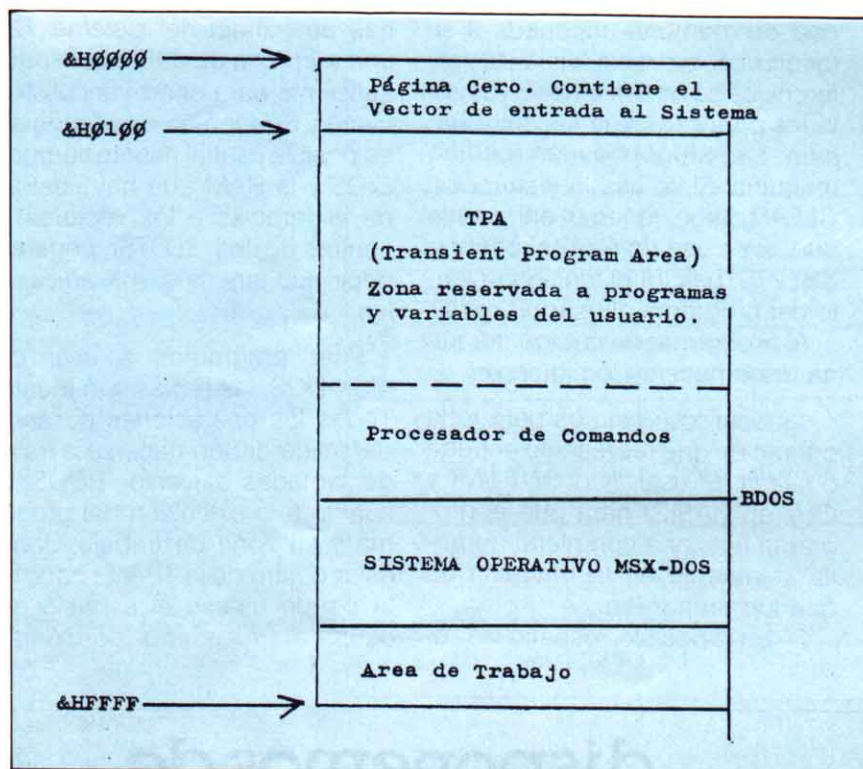 &HØØØØ
Página Cero. Contiene el
Vector de entrada al Sistema
&HØ1ØØ
TPA
(Transient Program Area)
Zona reservada a programas
y variables del usuario.
Procesador de Comandos
BDOS
SISTEMA OPERATIVO MSX-DOS
Area de Trabajo
&HFFFF